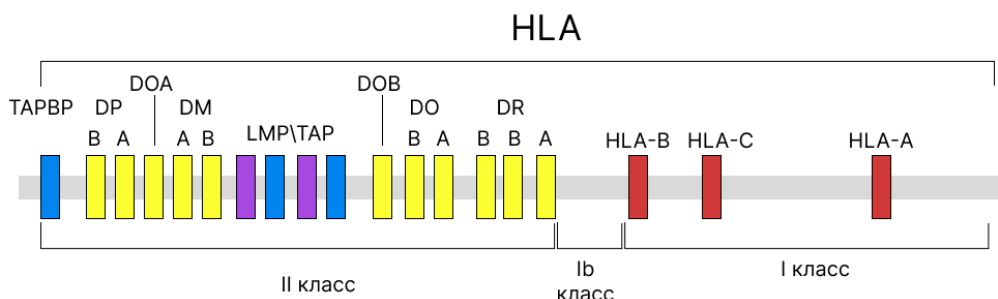 HLA
DOA DOB
TAPBP DP DM DO DR
LMP\TAP
B A A B B A B B A
HLA-B HLA-C HLA-A
II класс
Ib
класс
I класс